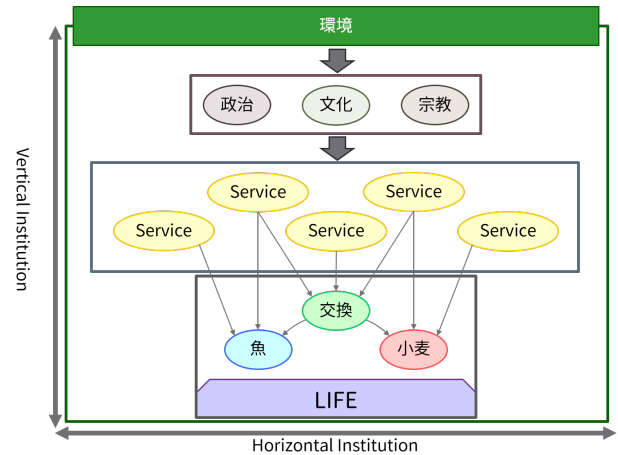 環境
政治
文化
宗教
Service
Service
Service
Service
Service
交換
魚
小麦
LIFE
Vertical Institution
Horizontal Institution